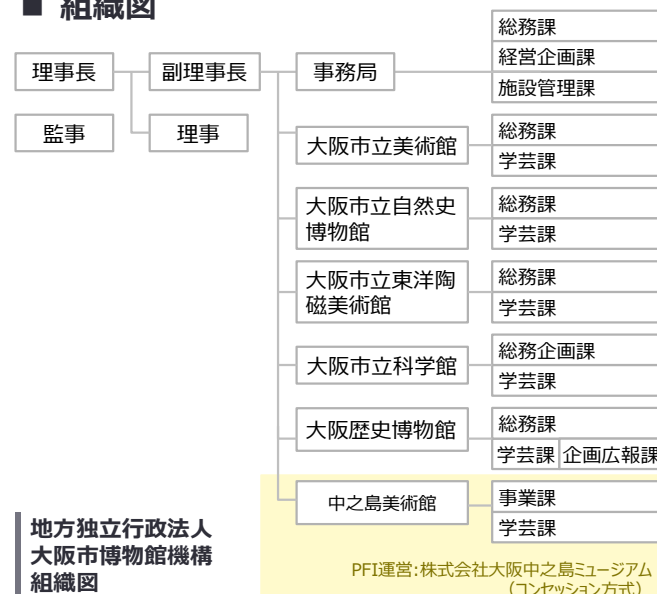 ■ 組織図
理事長
副理事長
事務局
総務課
経営企画課
施設管理課
監事
理事
大阪市立美術館
総務課
学芸課
大阪市立自然史
博物館
総務課
学芸課
大阪市立東洋陶
磁美術館
総務課
学芸課
大阪市立科学館
総務企画課
学芸課
大阪歴史博物館
総務課
学芸課 企画広報課
中之島美術館
事業課
学芸課
地方独立行政法人
大阪市博物館機構
組織図
PFI運営:株式会社大阪中之島ミュージアム
(コンセッション方式)